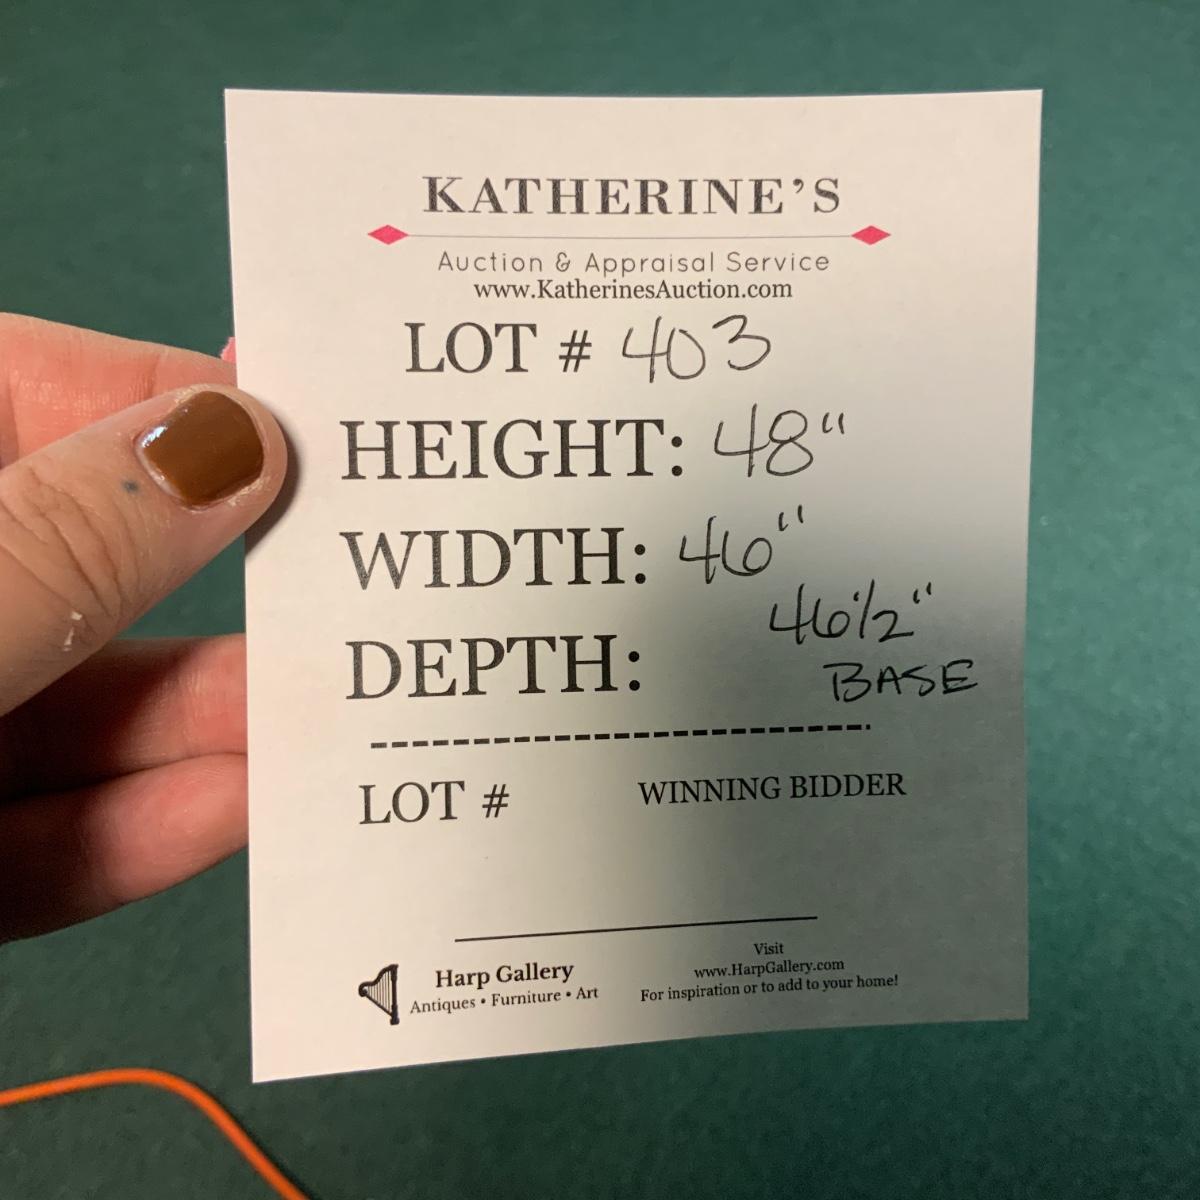 KATHERINE'S
Auction & Appraisal Service
www.KatherinesAuction.com
LOT # 403
HEIGHT: 48"
WIDTH: 46"
46½"
DEPTH:
BASE
LOT #
WINNING BIDDER
Harp Gallery
Antiques • Furniture • Art
Visit
www.HarpGallery.com
For inspiration or to add to your home!